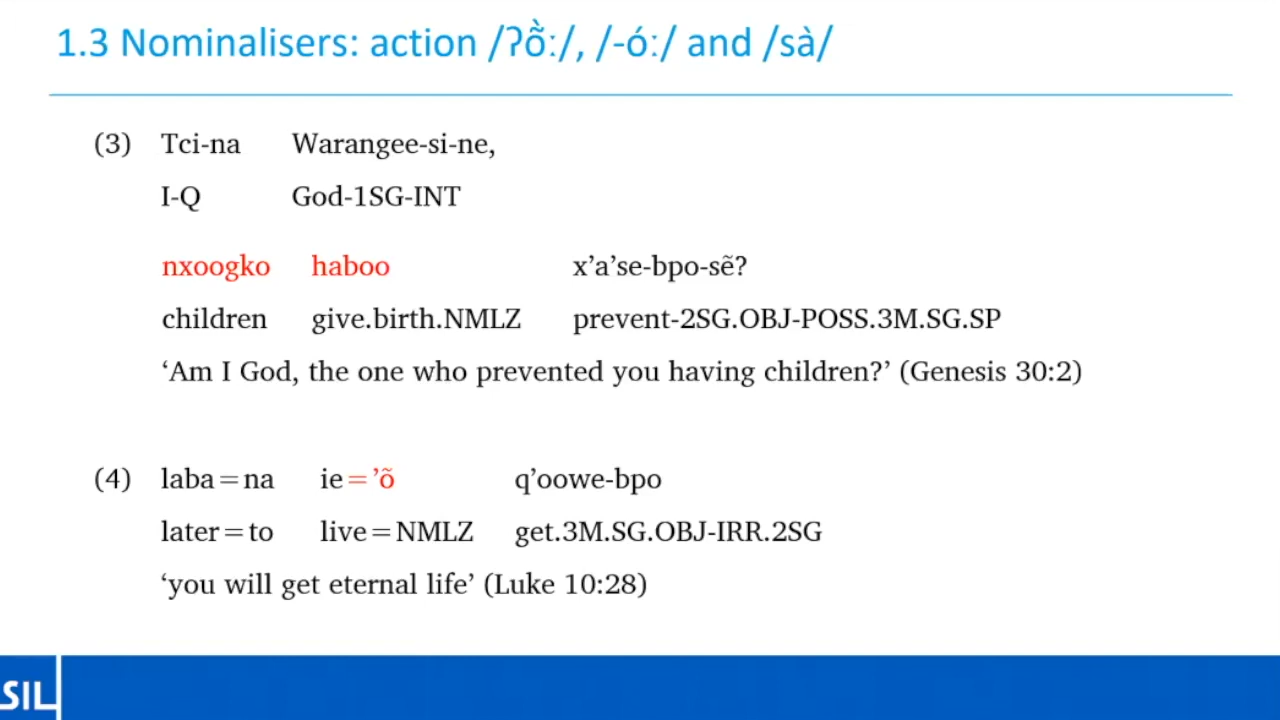 1.3 Nominalisers: action /ʔõ̀ː/, /-óː/ and /sà/
(3) Tci-na Warangee-si-ne,
I-Q God-1SG-INT
nxoogko haboo x’a’se-bpo-sẽ?
children give.birth.NMLZ prevent-2SG.OBJ-POSS.3M.SG.SP
‘Am I God, the one who prevented you having children?’ (Genesis 30:2)
(4) laba=na ie=’õ q’oowe-bpo
later=to live=NMLZ get.3M.SG.OBJ-IRR.2SG
‘you will get eternal life’ (Luke 10:28)
SIL